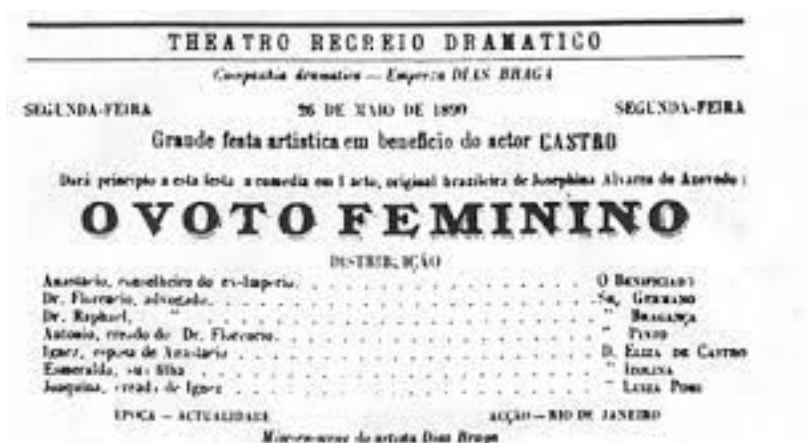 THEATRO RECREIO DRAMATICO
Companhia dramatica — Empreza DIAS BRAGA
SEGUNDA-FEIRA 26 DE MAIO DE 1890 SEGUNDA-FEIRA
Grande festa artistica em beneficio do actor CASTRO
Dará principio a esta festa a comedia em 1 acto, original brazileira de Josephina Alvares de Azevedo:
O VOTO FEMININO
DISTRIBUIÇÃO
Anastacio, conselheiro do ex-Imperio. O BENEFICIADO
Dr. Florencio, advogado. Sr. GERMANO
Dr. Raphael, " " BRAGANÇA
Antonio, creado do Dr. Florencio. " PINTO
Ignez, esposa de Anastacio D. ELIZA DE CASTRO
Esmeralda, sua filha "
Joaquina, creada de Ignez " LUIZA
EPOCA — ACTUALIDADE ACÇÃO — RIO DE JANEIRO
Mise-en-scene do artista Dias Braga